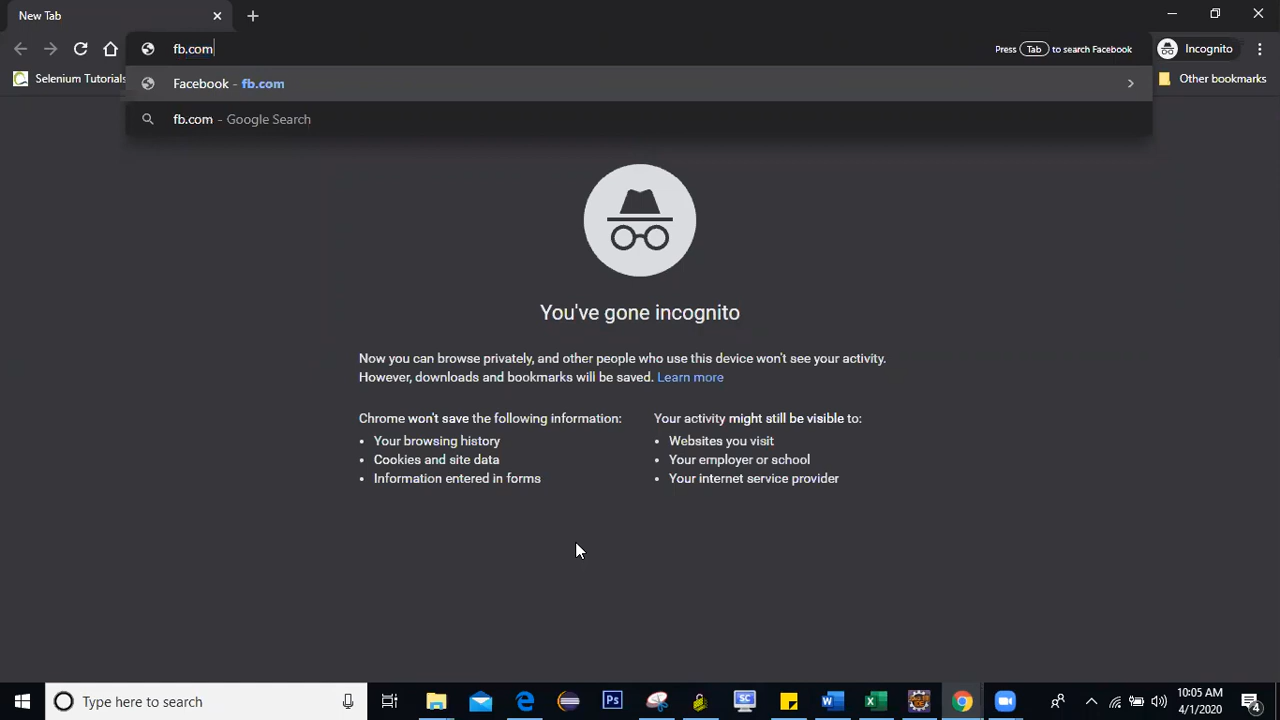 New Tab
fb.com
Press Tab to search Facebook
Incognito
Selenium Tutorials
Facebook - fb.com
Other bookmarks
fb.com - Google Search
You've gone incognito
Now you can browse privately, and other people who use this device won't see your activity.
However, downloads and bookmarks will be saved. Learn more
Chrome won't save the following information:
• Your browsing history
• Cookies and site data
• Information entered in forms
Your activity might still be visible to:
• Websites you visit
• Your employer or school
• Your internet service provider
Type here to search
Ps
SC
10:05 AM
4/1/2020
4